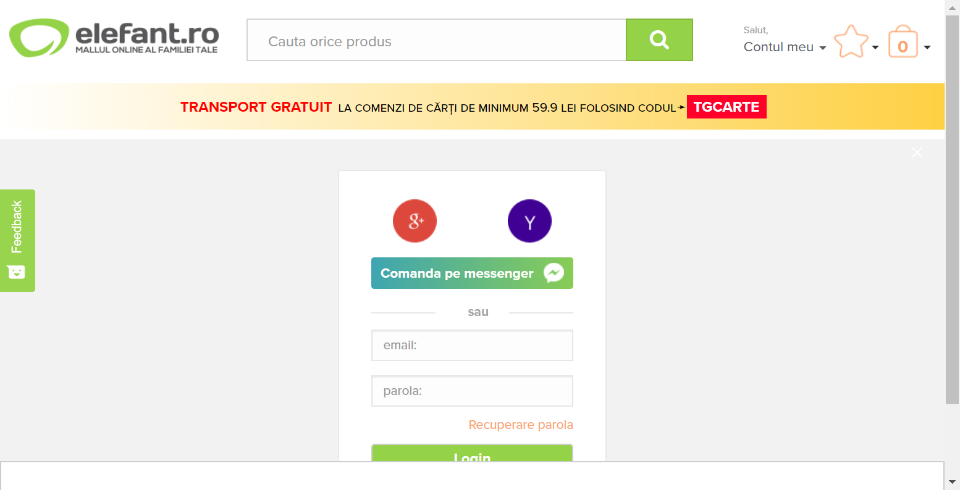 elefant.ro
MALLUL ONLINE AL FAMILIEI TALE
Cauta orice produs
Salut,
Contul meu
0
TRANSPORT GRATUIT LA COMENZI DE CĂRȚI DE MINIMUM 59.9 LEI FOLOSIND CODUL TGCARTE
Feedback
g+
Y
Comanda pe messenger
sau
email:
parola:
Recuperare parola
Login